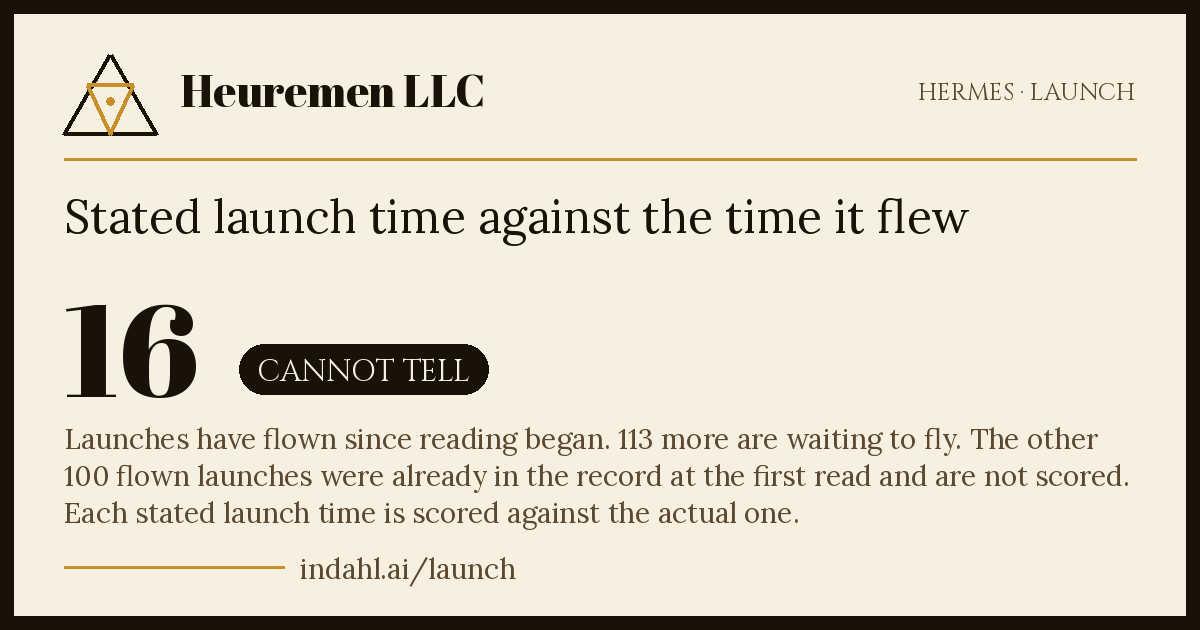 Heuremen LLC
HERMES · LAUNCH
Stated launch time against the time it flew
16
CANNOT TELL
Launches have flown since reading began. 113 more are waiting to fly. The other
100 flown launches were already in the record at the first read and are not scored.
Each stated launch time is scored against the actual one.
indahl.ai/launch